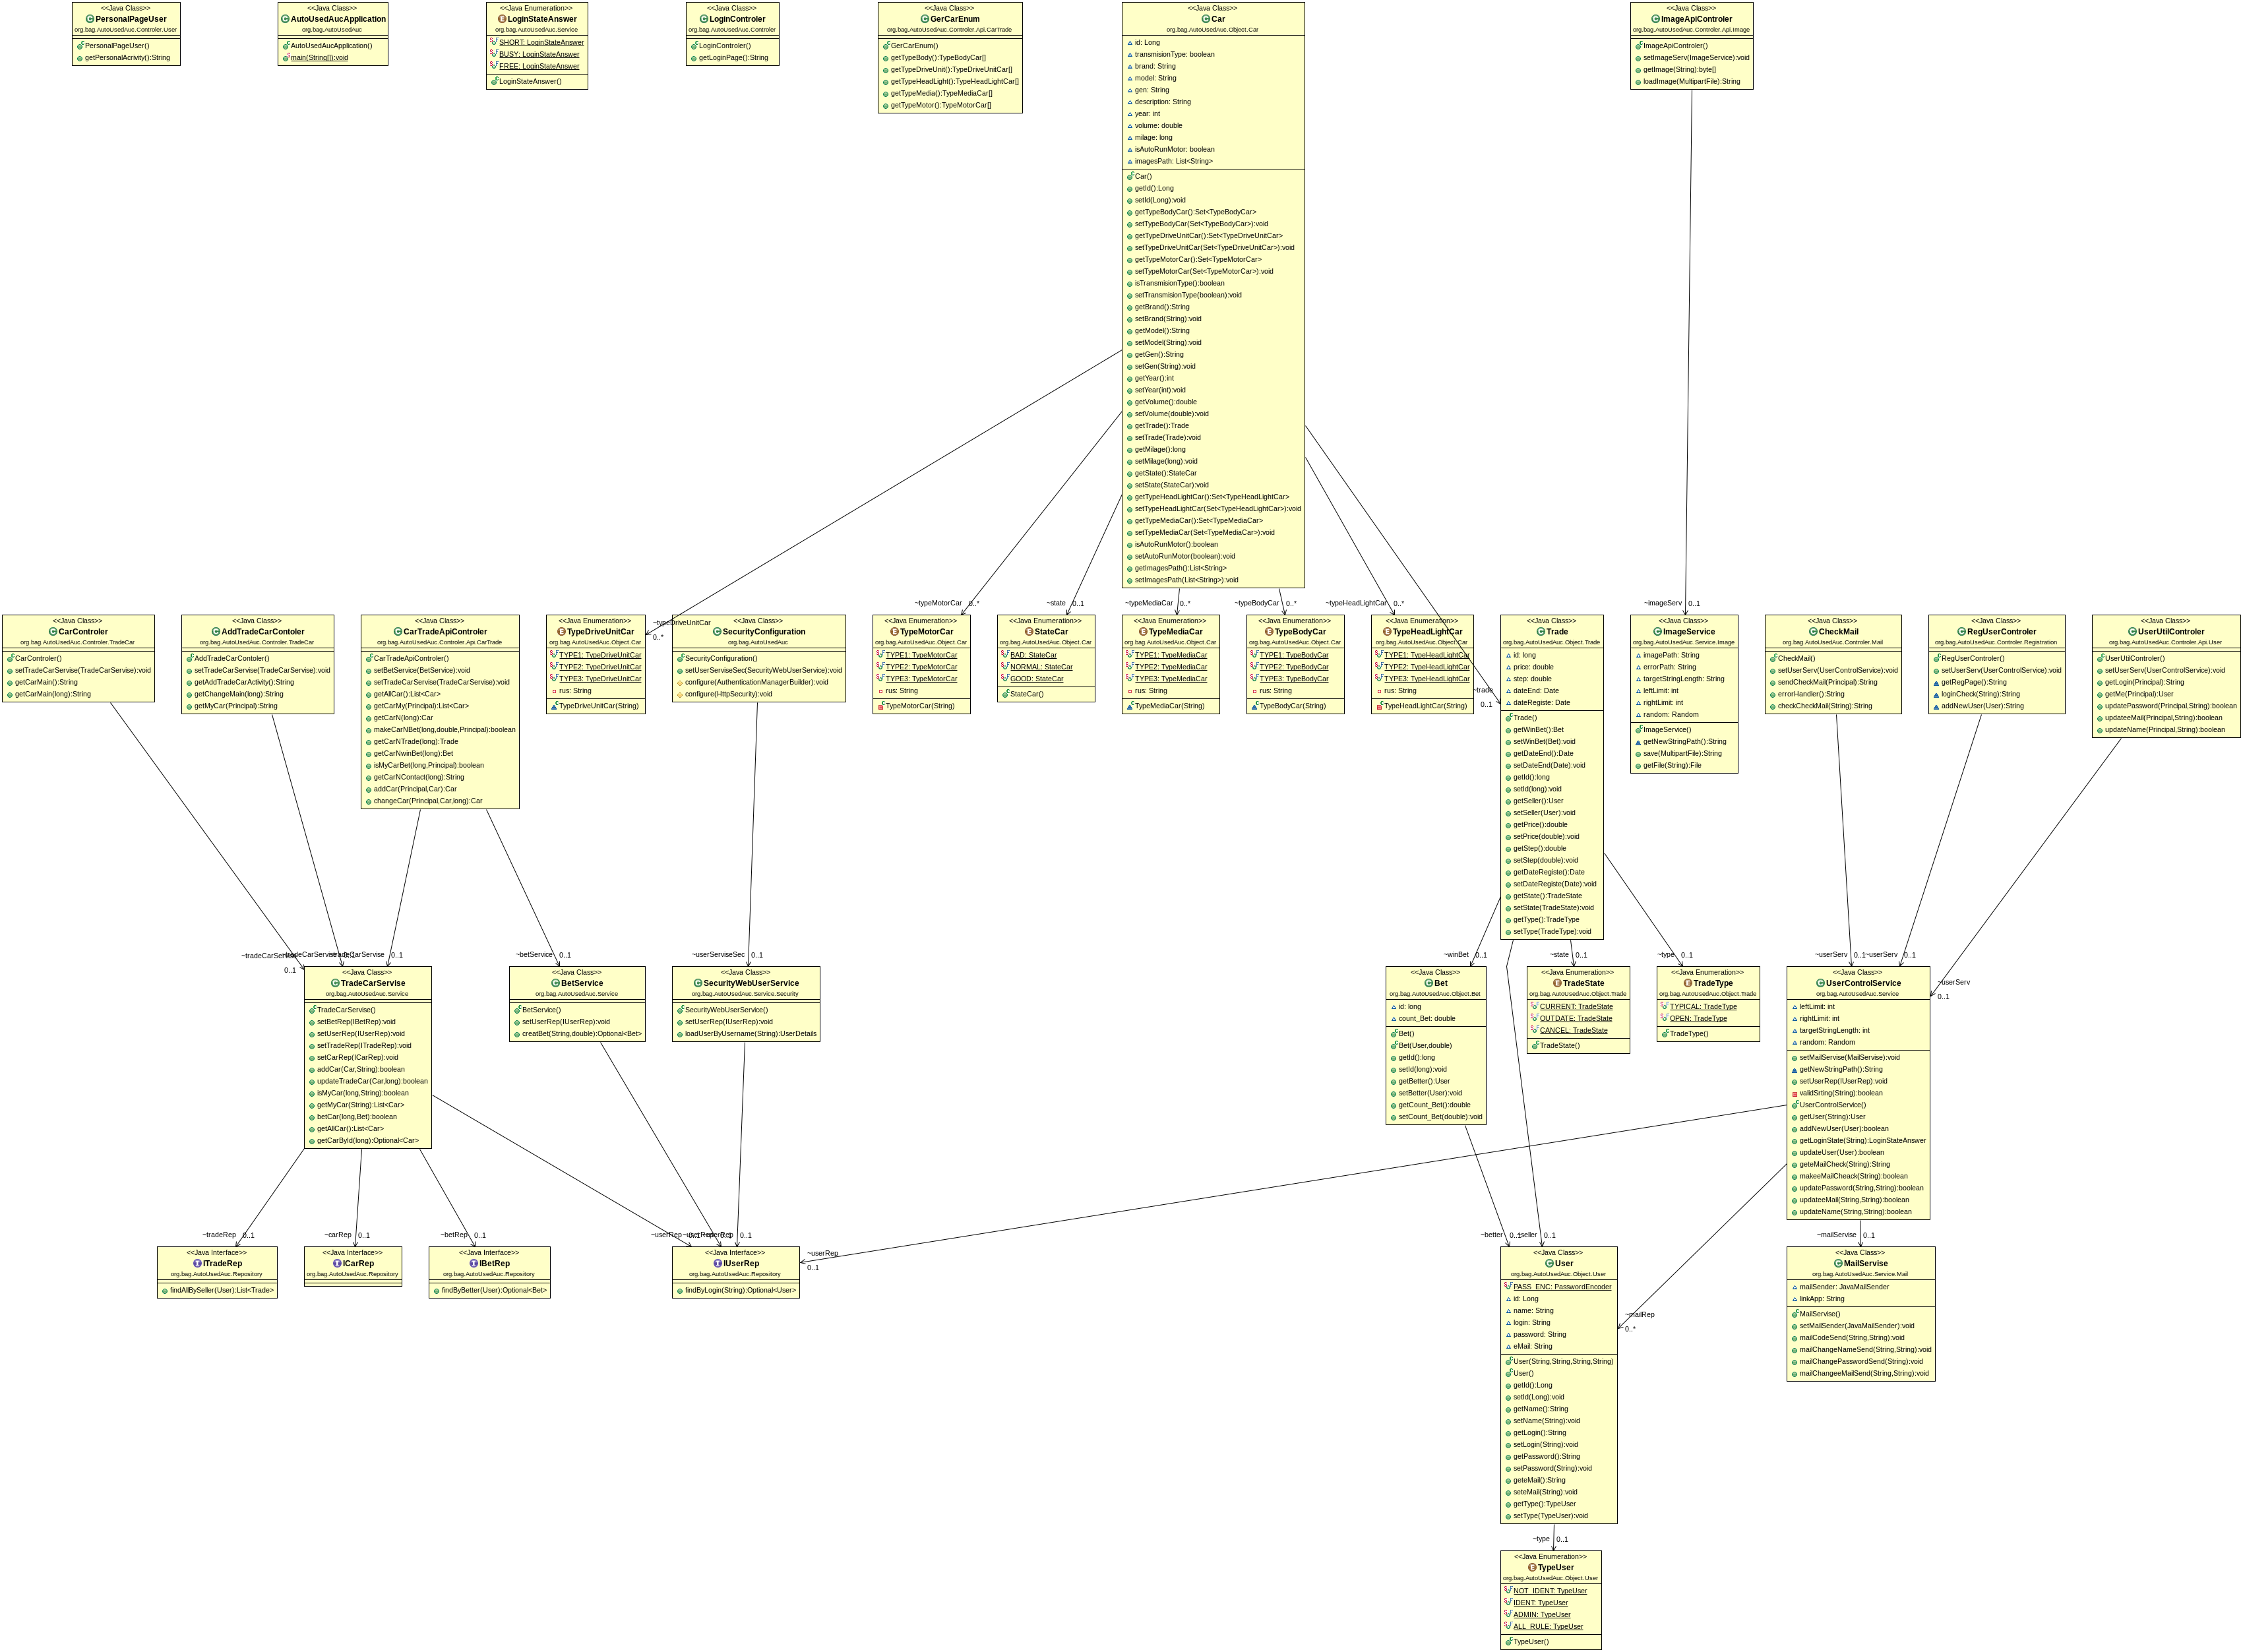 <<Java Class>>
PersonalPageUser
org.bag.AutoUsedAuc.Controler.User
PersonalPageUser()
getPersonalAcrivity():String
<<Java Class>>
AutoUsedAucApplication
org.bag.AutoUsedAuc
AutoUsedAucApplication()
main(String[]):void
<<Java Enumeration>>
LoginStateAnswer
org.bag.AutoUsedAuc.Service
SHORT: LoginStateAnswer
BUSY: LoginStateAnswer
FREE: LoginStateAnswer
LoginStateAnswer()
<<Java Class>>
LoginControler
org.bag.AutoUsedAuc.Controler
LoginControler()
getLoginPage():String
<<Java Class>>
GerCarEnum
org.bag.AutoUsedAuc.Controler.Api.CarTrade
GerCarEnum()
getTypeBody():TypeBodyCar[]
getTypeDriveUnit():TypeDriveUnitCar[]
getTypeHeadLight():TypeHeadLightCar[]
getTypeMedia():TypeMediaCar[]
getTypeMotor():TypeMotorCar[]
<<Java Class>>
Car
org.bag.AutoUsedAuc.Object.Car
id: Long
transmisionType: boolean
brand: String
model: String
gen: String
description: String
year: int
volume: double
milage: long
isAutoRunMotor: boolean
imagesPath: List<String>
Car()
getId():Long
setId(Long):void
getTypeBodyCar():Set<TypeBodyCar>
setTypeBodyCar(Set<TypeBodyCar>):void
getTypeDriveUnitCar():Set<TypeDriveUnitCar>
setTypeDriveUnitCar(Set<TypeDriveUnitCar>):void
getTypeMotorCar():Set<TypeMotorCar>
setTypeMotorCar(Set<TypeMotorCar>):void
isTransmisionType():boolean
setTransmisionType(boolean):void
getBrand():String
setBrand(String):void
getModel():String
setModel(String):void
getGen():String
setGen(String):void
getYear():int
setYear(int):void
getVolume():double
setVolume(double):void
getTrade():Trade
setTrade(Trade):void
getMilage():long
setMilage(long):void
getState():StateCar
setState(StateCar):void
getTypeHeadLightCar():Set<TypeHeadLightCar>
setTypeHeadLightCar(Set<TypeHeadLightCar>):void
getTypeMediaCar():Set<TypeMediaCar>
setTypeMediaCar(Set<TypeMediaCar>):void
isAutoRunMotor():boolean
setAutoRunMotor(boolean):void
getImagesPath():List<String>
setImagesPath(List<String>):void
<<Java Class>>
ImageApiControler
org.bag.AutoUsedAuc.Controler.Api.Image
ImageApiControler()
setImageServ(ImageService):void
getImage(String):byte[]
loadImage(MultipartFile):String
~typeMotorCar 0..*
~state 0..1
~typeMediaCar 0..*
~typeBodyCar 0..*
~typeHeadLightCar 0..*
~imageServ 0..1
~typeDriveUnitCar
0..*
~trade
0..1
<<Java Class>>
CarControler
org.bag.AutoUsedAuc.Controler.TradeCar
CarControler()
setTradeCarServise(TradeCarServise):void
getCarMain():String
getCarMain(long):String
<<Java Class>>
AddTradeCarContoler
org.bag.AutoUsedAuc.Controler.TradeCar
AddTradeCarContoler()
setTradeCarServise(TradeCarServise):void
getAddTradeCarActivity():String
getChangeMain(long):String
getMyCar(Principal):String
<<Java Class>>
CarTradeApiControler
org.bag.AutoUsedAuc.Controler.Api.CarTrade
CarTradeApiControler()
setBetService(BetService):void
setTradeCarServise(TradeCarServise):void
getAllCar():List<Car>
getCarMy(Principal):List<Car>
getCarN(long):Car
makeCarNBet(long,double,Principal):boolean
getCarNTrade(long):Trade
getCarNwinBet(long):Bet
isMyCarBet(long,Principal):boolean
getCarNContact(long):String
addCar(Principal,Car):Car
changeCar(Principal,Car,long):Car
<<Java Enumeration>>
TypeDriveUnitCar
org.bag.AutoUsedAuc.Object.Car
TYPE1: TypeDriveUnitCar
TYPE2: TypeDriveUnitCar
TYPE3: TypeDriveUnitCar
rus: String
TypeDriveUnitCar(String)
<<Java Class>>
SecurityConfiguration
org.bag.AutoUsedAuc
SecurityConfiguration()
setUserServiseSec(SecurityWebUserService):void
configure(AuthenticationManagerBuilder):void
configure(HttpSecurity):void
<<Java Enumeration>>
TypeMotorCar
org.bag.AutoUsedAuc.Object.Car
TYPE1: TypeMotorCar
TYPE2: TypeMotorCar
TYPE3: TypeMotorCar
rus: String
TypeMotorCar(String)
<<Java Enumeration>>
StateCar
org.bag.AutoUsedAuc.Object.Car
BAD: StateCar
NORMAL: StateCar
GOOD: StateCar
StateCar()
<<Java Enumeration>>
TypeMediaCar
org.bag.AutoUsedAuc.Object.Car
TYPE1: TypeMediaCar
TYPE2: TypeMediaCar
TYPE3: TypeMediaCar
rus: String
TypeMediaCar(String)
<<Java Enumeration>>
TypeBodyCar
org.bag.AutoUsedAuc.Object.Car
TYPE1: TypeBodyCar
TYPE2: TypeBodyCar
TYPE3: TypeBodyCar
rus: String
TypeBodyCar(String)
<<Java Enumeration>>
TypeHeadLightCar
org.bag.AutoUsedAuc.Object.Car
TYPE1: TypeHeadLightCar
TYPE2: TypeHeadLightCar
TYPE3: TypeHeadLightCar
rus: String
TypeHeadLightCar(String)
<<Java Class>>
Trade
org.bag.AutoUsedAuc.Object.Trade
id: long
price: double
step: double
dateEnd: Date
dateRegiste: Date
Trade()
getWinBet():Bet
setWinBet(Bet):void
getDateEnd():Date
setDateEnd(Date):void
getId():long
setId(long):void
getSeller():User
setSeller(User):void
getPrice():double
setPrice(double):void
getStep():double
setStep(double):void
getDateRegiste():Date
setDateRegiste(Date):void
getState():TradeState
setState(TradeState):void
getType():TradeType
setType(TradeType):void
<<Java Class>>
ImageService
org.bag.AutoUsedAuc.Service.Image
imagePath: String
errorPath: String
targetStringLength: String
leftLimit: int
rightLimit: int
random: Random
ImageService()
getNewStringPath():String
save(MultipartFile):String
getFile(String):File
<<Java Class>>
CheckMail
org.bag.AutoUsedAuc.Controler.Mail
CheckMail()
setUserServ(UserControlService):void
sendCheckMail(Principal):String
errorHandler():String
checkCheckMail(String):String
<<Java Class>>
RegUserControler
org.bag.AutoUsedAuc.Controler.Registration
RegUserControler()
setUserServ(UserControlService):void
getRegPage():String
loginCheck(String):String
addNewUser(User):String
<<Java Class>>
UserUtilControler
org.bag.AutoUsedAuc.Controler.Api.User
UserUtilControler()
setUserServ(UserControlService):void
getLogin(Principal):String
getMe(Principal):User
updatePassword(Principal,String):boolean
updateeMail(Principal,String):boolean
updateName(Principal,String):boolean
~tradeCarServise
0..1
~tradeCarServise 0..1
~tradeCarServise 0..1
~betService 0..1
~userServiseSec 0..1
~winBet 0..1
~state 0..1
~type 0..1
~userServ 0..1
~userServ 0..1
~userServ
0..1
<<Java Class>>
TradeCarServise
org.bag.AutoUsedAuc.Service
TradeCarServise()
setBetRep(IBetRep):void
setUserRep(IUserRep):void
setTradeRep(ITradeRep):void
setCarRep(ICarRep):void
addCar(Car,String):boolean
updateTradeCar(Car,long):boolean
isMyCar(long,String):boolean
getMyCar(String):List<Car>
betCar(long,Bet):boolean
getAllCar():List<Car>
getCarById(long):Optional<Car>
<<Java Class>>
BetService
org.bag.AutoUsedAuc.Service
BetService()
setUserRep(IUserRep):void
creatBet(String,double):Optional<Bet>
<<Java Class>>
SecurityWebUserService
org.bag.AutoUsedAuc.Service.Security
SecurityWebUserService()
setUserRep(IUserRep):void
loadUserByUsername(String):UserDetails
<<Java Class>>
Bet
org.bag.AutoUsedAuc.Object.Bet
id: long
count_Bet: double
Bet()
Bet(User,double)
getId():long
setId(long):void
getBetter():User
setBetter(User):void
getCount_Bet():double
setCount_Bet(double):void
<<Java Enumeration>>
TradeState
org.bag.AutoUsedAuc.Object.Trade
CURRENT: TradeState
OUTDATE: TradeState
CANCEL: TradeState
TradeState()
<<Java Enumeration>>
TradeType
org.bag.AutoUsedAuc.Object.Trade
TYPICAL: TradeType
OPEN: TradeType
TradeType()
<<Java Class>>
UserControlService
org.bag.AutoUsedAuc.Service
leftLimit: int
rightLimit: int
targetStringLength: int
random: Random
setMailServise(MailServise):void
getNewStringPath():String
setUserRep(IUserRep):void
validSrting(String):boolean
UserControlService()
getUser(String):User
addNewUser(User):boolean
getLoginState(String):LoginStateAnswer
updateUser(User):boolean
geteMailCheck(String):String
makeeMailCheack(String):boolean
updatePassword(String,String):boolean
updateeMail(String,String):boolean
updateName(String,String):boolean
~tradeRep 0..1
~carRep 0..1
~betRep 0..1
~userRep 0..1
~userRep 0..1
~userRep
0..1
~better 0..1
~seller 0..1
~mailServise 0..1
~mailRep
0..*
<<Java Interface>>
ITradeRep
org.bag.AutoUsedAuc.Repository
findAllBySeller(User):List<Trade>
<<Java Interface>>
ICarRep
org.bag.AutoUsedAuc.Repository
<<Java Interface>>
IBetRep
org.bag.AutoUsedAuc.Repository
findByBetter(User):Optional<Bet>
<<Java Interface>>
IUserRep
org.bag.AutoUsedAuc.Repository
findByLogin(String):Optional<User>
<<Java Class>>
User
org.bag.AutoUsedAuc.Object.User
PASS_ENC: PasswordEncoder
id: Long
name: String
login: String
password: String
eMail: String
User(String,String,String,String)
User()
getId():Long
setId(Long):void
getName():String
setName(String):void
getLogin():String
setLogin(String):void
getPassword():String
setPassword(String):void
geteMail():String
seteMail(String):void
getType():TypeUser
setType(TypeUser):void
<<Java Class>>
MailServise
org.bag.AutoUsedAuc.Service.Mail
mailSender: JavaMailSender
linkApp: String
MailServise()
setMailSender(JavaMailSender):void
mailCodeSend(String,String):void
mailChangeNameSend(String,String):void
mailChangePasswordSend(String):void
mailChangeeMailSend(String,String):void
~type 0..1
<<Java Enumeration>>
TypeUser
org.bag.AutoUsedAuc.Object.User
NOT_IDENT: TypeUser
IDENT: TypeUser
ADMIN: TypeUser
ALL_RULE: TypeUser
TypeUser()